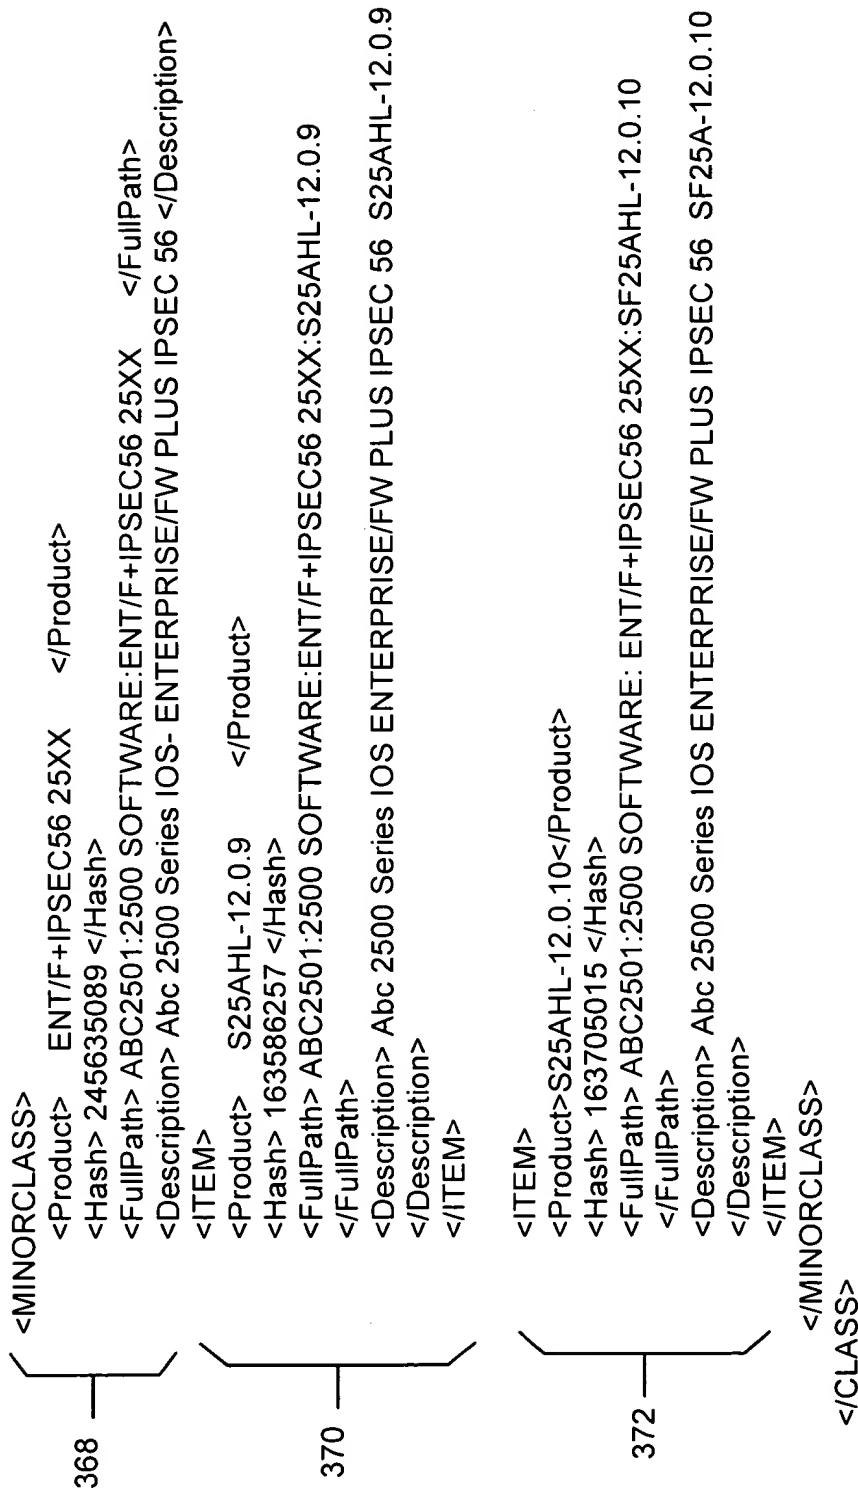 <MINORCLASS>
<Product> ENT/F+IPSEC56 25XX </Product>
<Hash> 245635089 </Hash>
<FullPath> ABC2501:2500 SOFTWARE:ENT/F+IPSEC56 25XX </FullPath>
<Description> Abc 2500 Series IOS- ENTERPRISE/FW PLUS IPSEC 56 </Description>
368
<ITEM>
<Product> S25AHL-12.0.9 </Product>
<Hash> 163586257 </Hash>
<FullPath> ABC2501:2500 SOFTWARE:ENT/F+IPSEC56 25XX:S25AHL-12.0.9
</FullPath>
<Description> Abc 2500 Series IOS ENTERPRISE/FW PLUS IPSEC 56 S25AHL-12.0.9
</Description>
</ITEM>
370
<ITEM>
<Product>S25AHL-12.0.10</Product>
<Hash> 163705015 </Hash>
<FullPath> ABC2501:2500 SOFTWARE: ENT/F+IPSEC56 25XX:SF25AHL-12.0.10
</FullPath>
<Description> Abc 2500 Series IOS ENTERPRISE/FW PLUS IPSEC 56 SF25A-12.0.10
</Description>
</ITEM>
372
</MINORCLASS>
</CLASS>